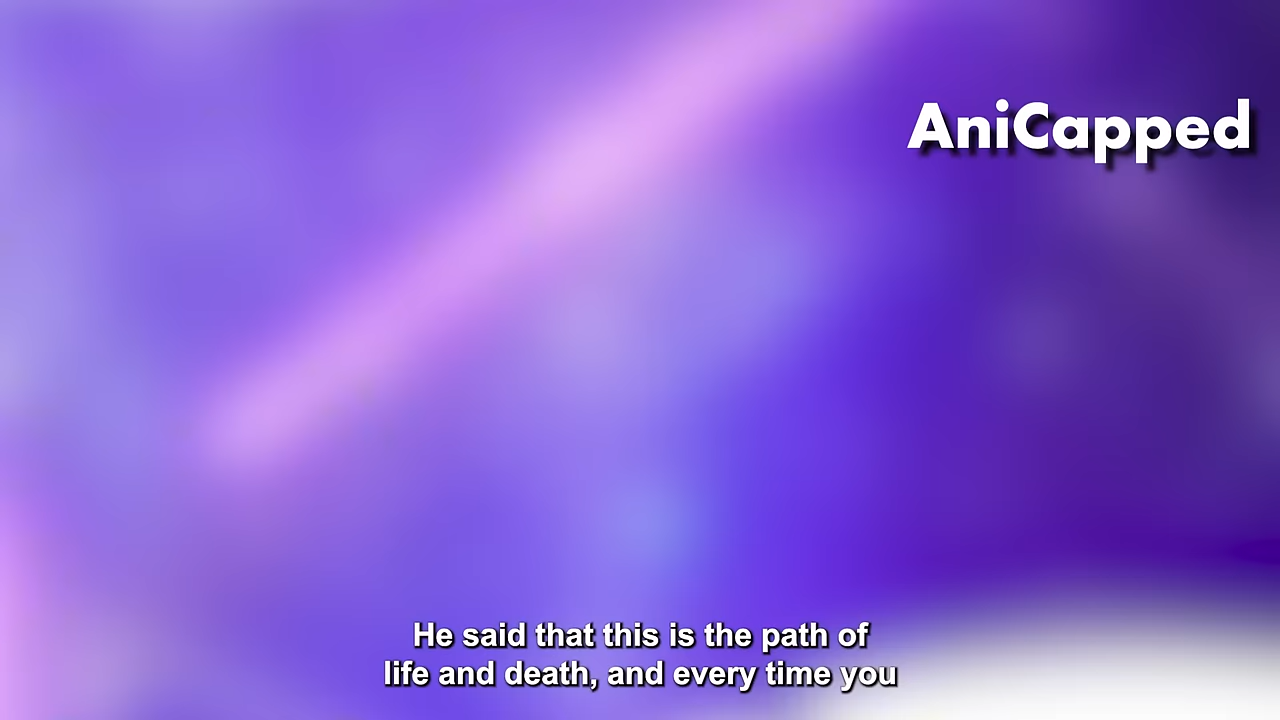 AniCapped
He said that this is the path of
life and death, and every time you